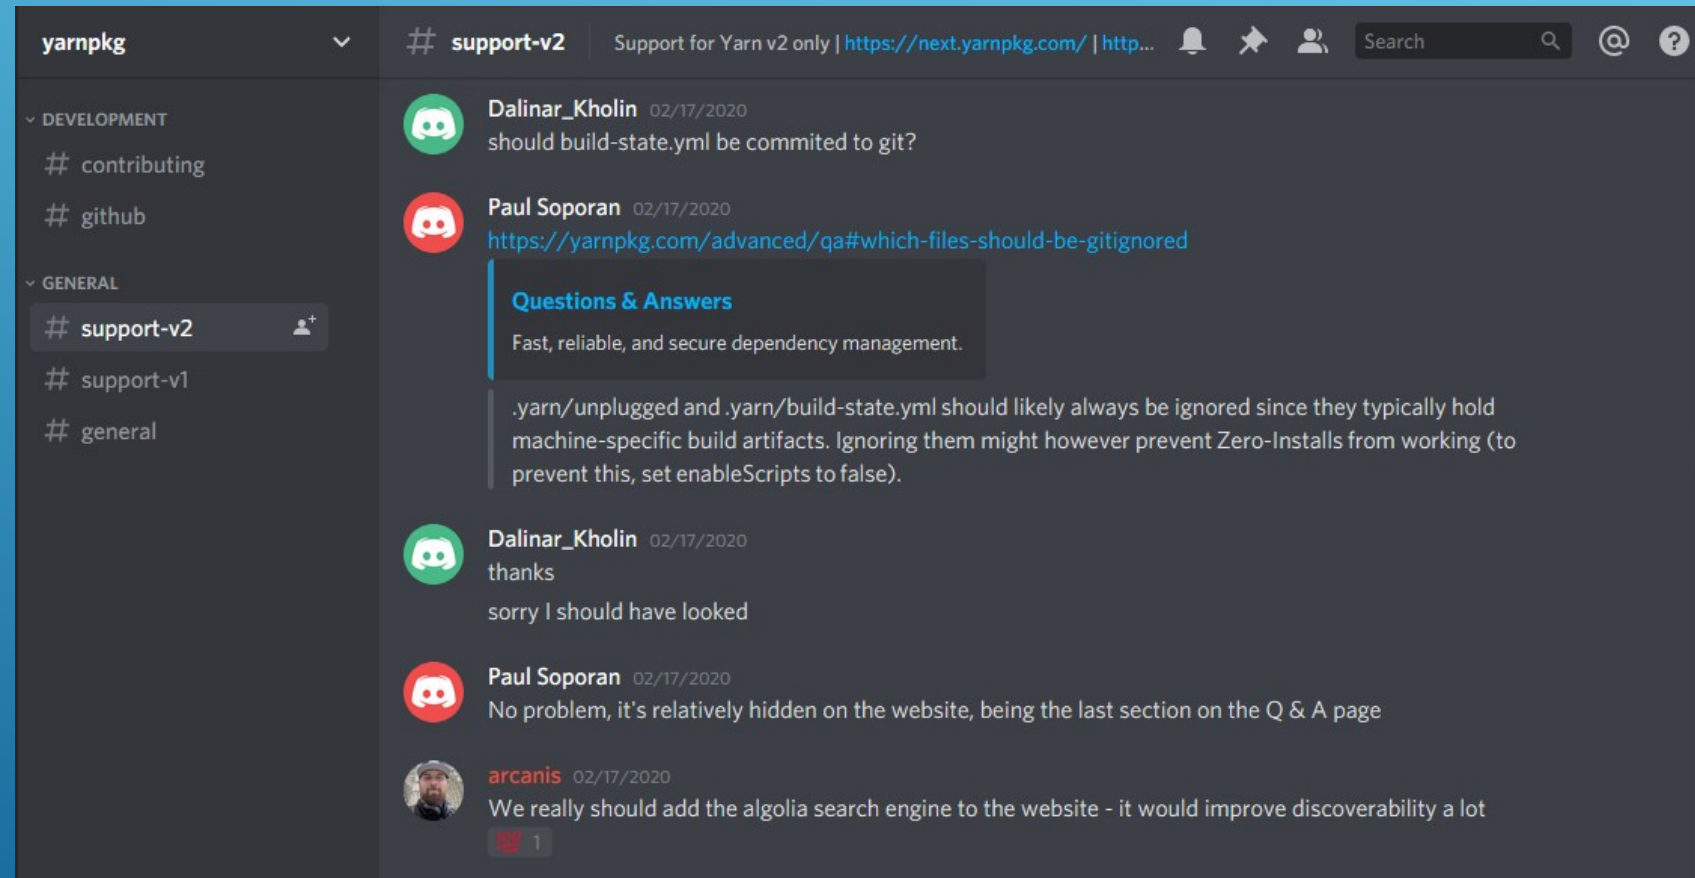 yarnpkg
# support-v2
Support for Yarn v2 only | https://next.yarnpkg.com/ | http...
Search
DEVELOPMENT
# contributing
# github
GENERAL
# support-v2
# support-v1
# general
Dalinar_Kholin 02/17/2020
should build-state.yml be commited to git?
Paul Soporan 02/17/2020
https://yarnpkg.com/advanced/qa#which-files-should-be-gitignored
Questions & Answers
Fast, reliable, and secure dependency management.
.yarn/unplugged and .yarn/build-state.yml should likely always be ignored since they typically hold
machine-specific build artifacts. Ignoring them might however prevent Zero-Installs from working (to
prevent this, set enableScripts to false).
Dalinar_Kholin 02/17/2020
thanks
sorry I should have looked
Paul Soporan 02/17/2020
No problem, it's relatively hidden on the website, being the last section on the Q & A page
arcanis 02/17/2020
We really should add the algolia search engine to the website - it would improve discoverability a lot
💯 1